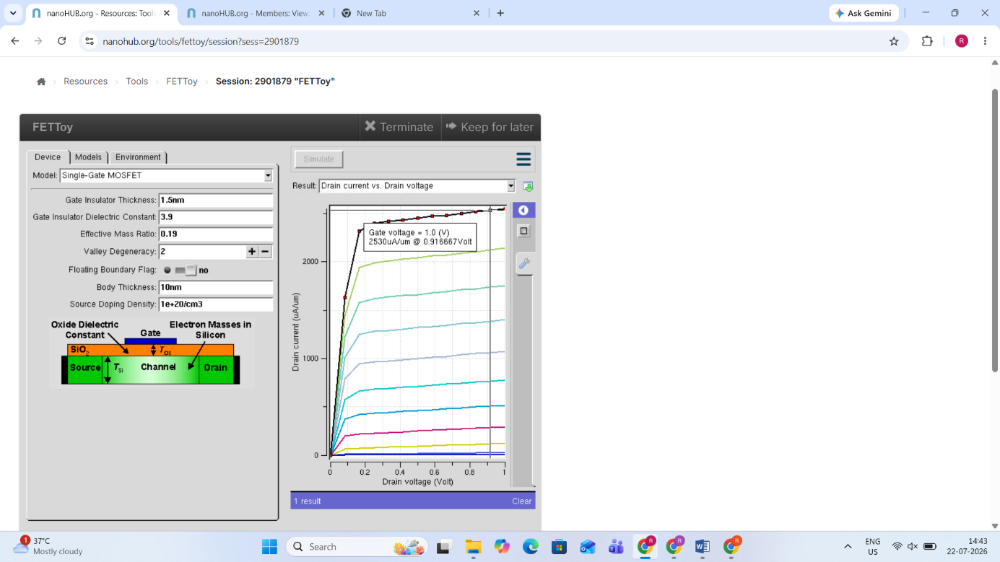 nanoHUB.org - Resources: Tools
nanoHUB.org - Members: View:
New Tab
Ask Gemini
nanohub.org/tools/fettoy/session?sess=2901879
R
Resources
Tools
FETToy
Session: 2901879 "FETToy"
FETToy
Terminate
Keep for later
Device
Models
Environment
Model: Single-Gate MOSFET
Gate Insulator Thickness: 1.5nm
Gate Insulator Dielectric Constant: 3.9
Effective Mass Ratio: 0.19
Valley Degeneracy: 2
Floating Boundary Flag: no
Body Thickness: 10nm
Source Doping Density: 1e+20/cm3
Oxide Dielectric Constant
Gate
Electron Masses in Silicon
SiO2
TOX
Source
TSi
Channel
Drain
Simulate
Result: Drain current vs. Drain voltage
Gate voltage = 1.0 (V)
2530uA/um @ 0.916667Volt
Drain current (uA/um)
2000
1000
0
0 0.2 0.4 0.6 0.8 1
Drain voltage (Volt)
1 result
Clear
1
37°C
Mostly cloudy
Search
R
R
R
ENG
US
14:43
22-07-2026